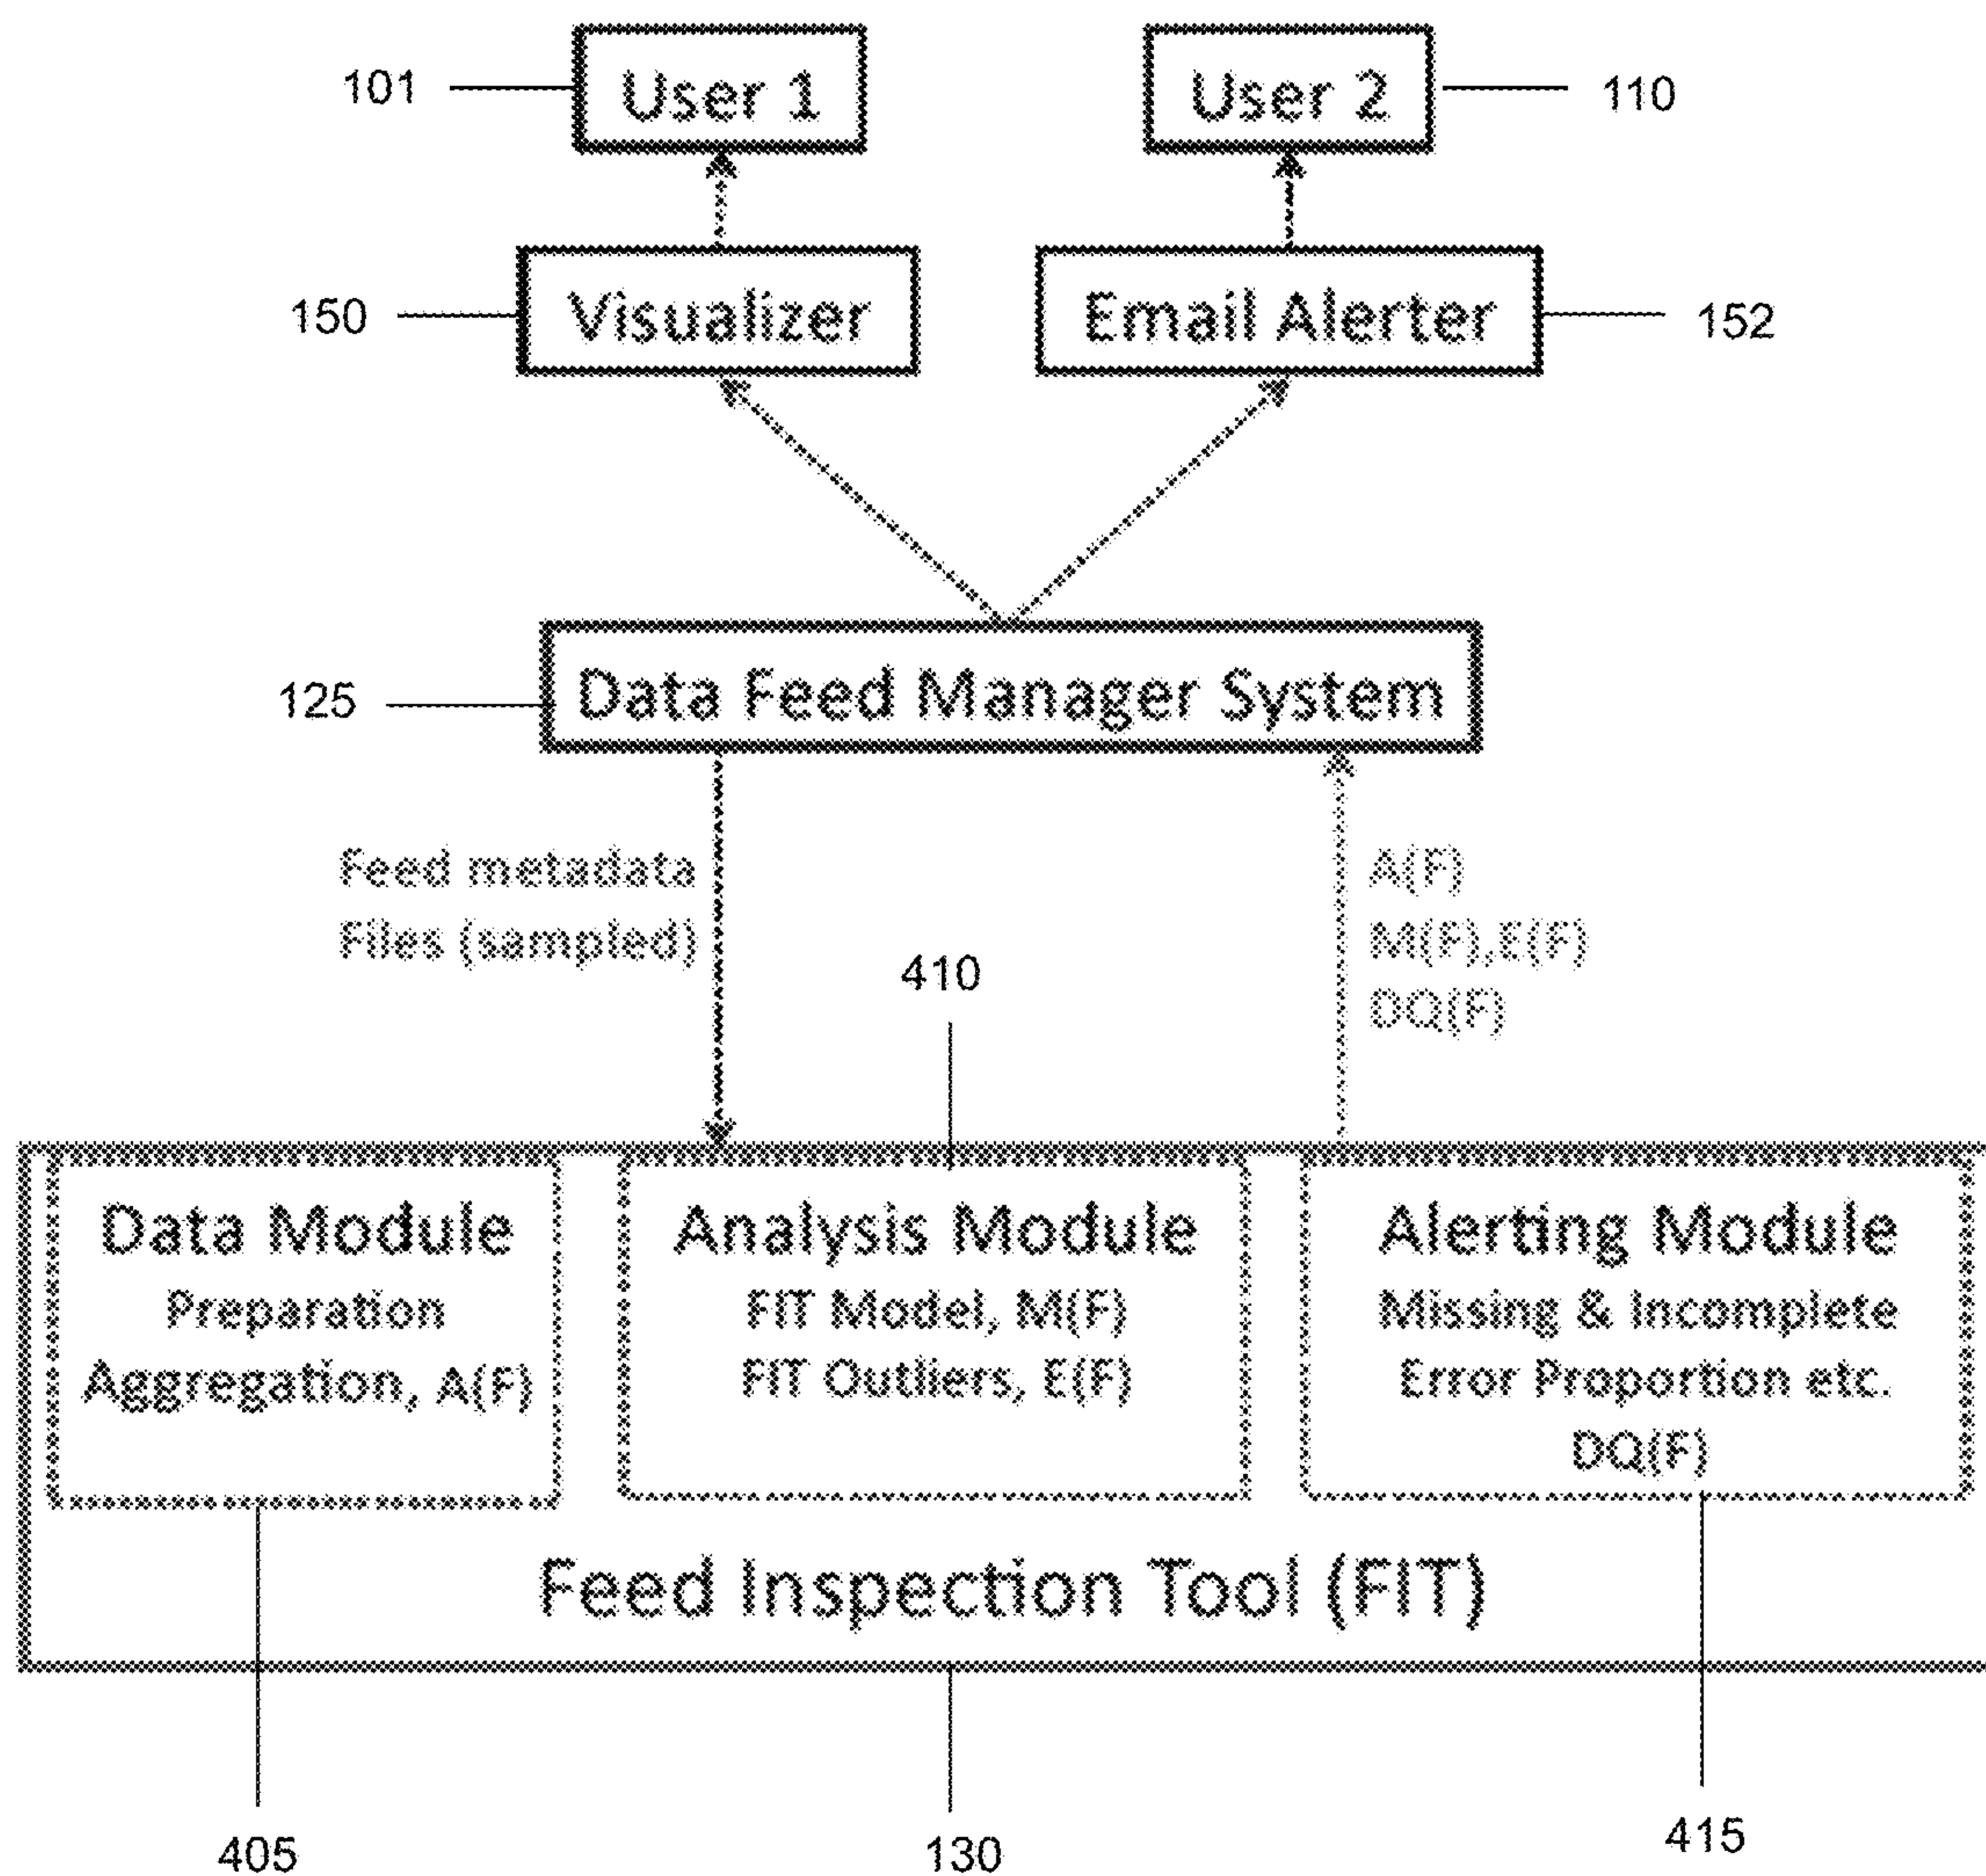 101
User 1
User 2
110
150
Visualizer
Email Alerter
152
125
Data Feed Manager System
Feed metadata
Files (sampled)
A(F)
M(F),E(F)
DQ(F)
410
Data Module
Preparation
Aggregation, A(F)
Analysis Module
FIT Model, M(F)
FIT Outliers, E(F)
Alerting Module
Missing & Incomplete
Error Proportion etc.
DQ(F)
Feed Inspection Tool (FIT)
405
130
415